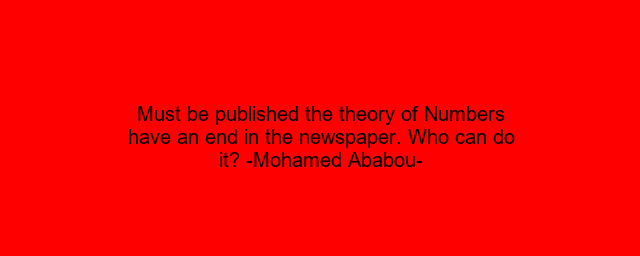 Must be published the theory of Numbers
have an end in the newspaper. Who can do
it? -Mohamed Ababou-